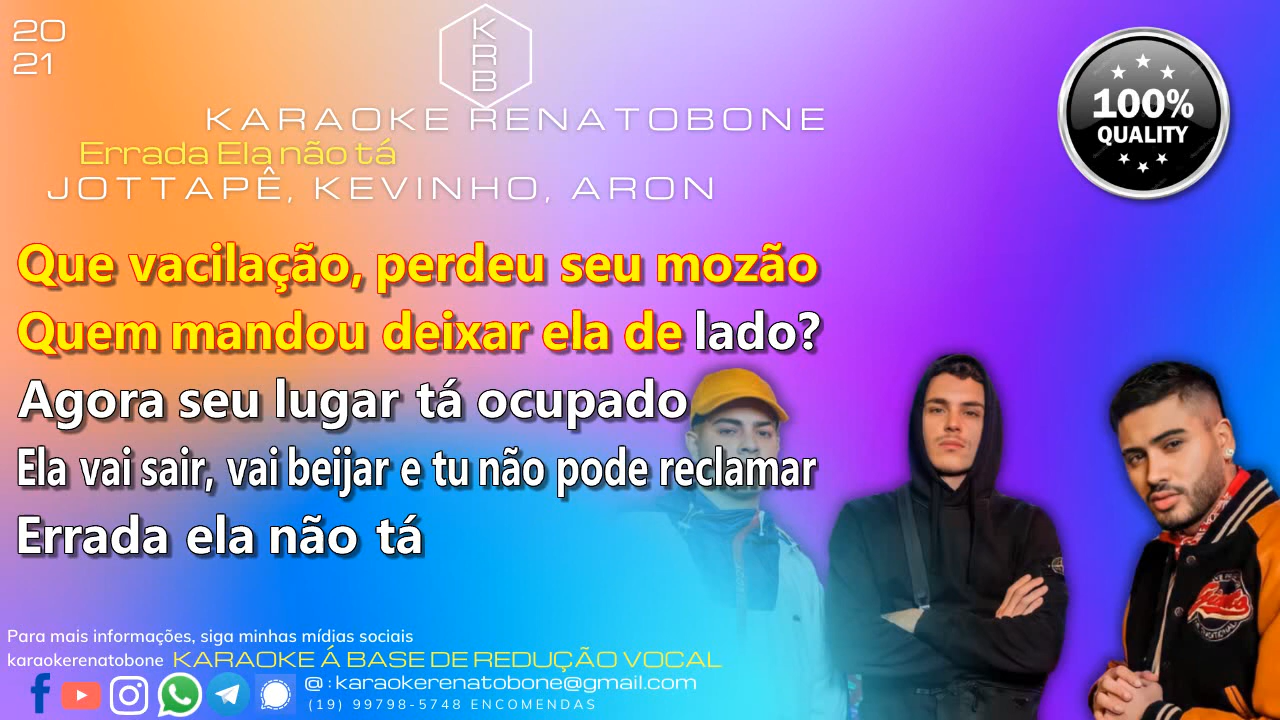 20
21
K
R
B
KARAOKE RENATOBONE
Errada Ela não tá
JOTTAPÊ, KEVINHO, ARON
100%
QUALITY
Que vacilação, perdeu seu mozão
Quem mandou deixar ela de lado?
Agora seu lugar tá ocupado
Ela vai sair, vai beijar e tu não pode reclamar
Errada ela não tá
Para mais informações, siga minhas mídias sociais
karaokerenatobone KARAOKE Á BASE DE REDUÇÃO VOCAL
@ : karaokerenatobone@gmail.com
(19) 99798-5748 ENCOMENDAS